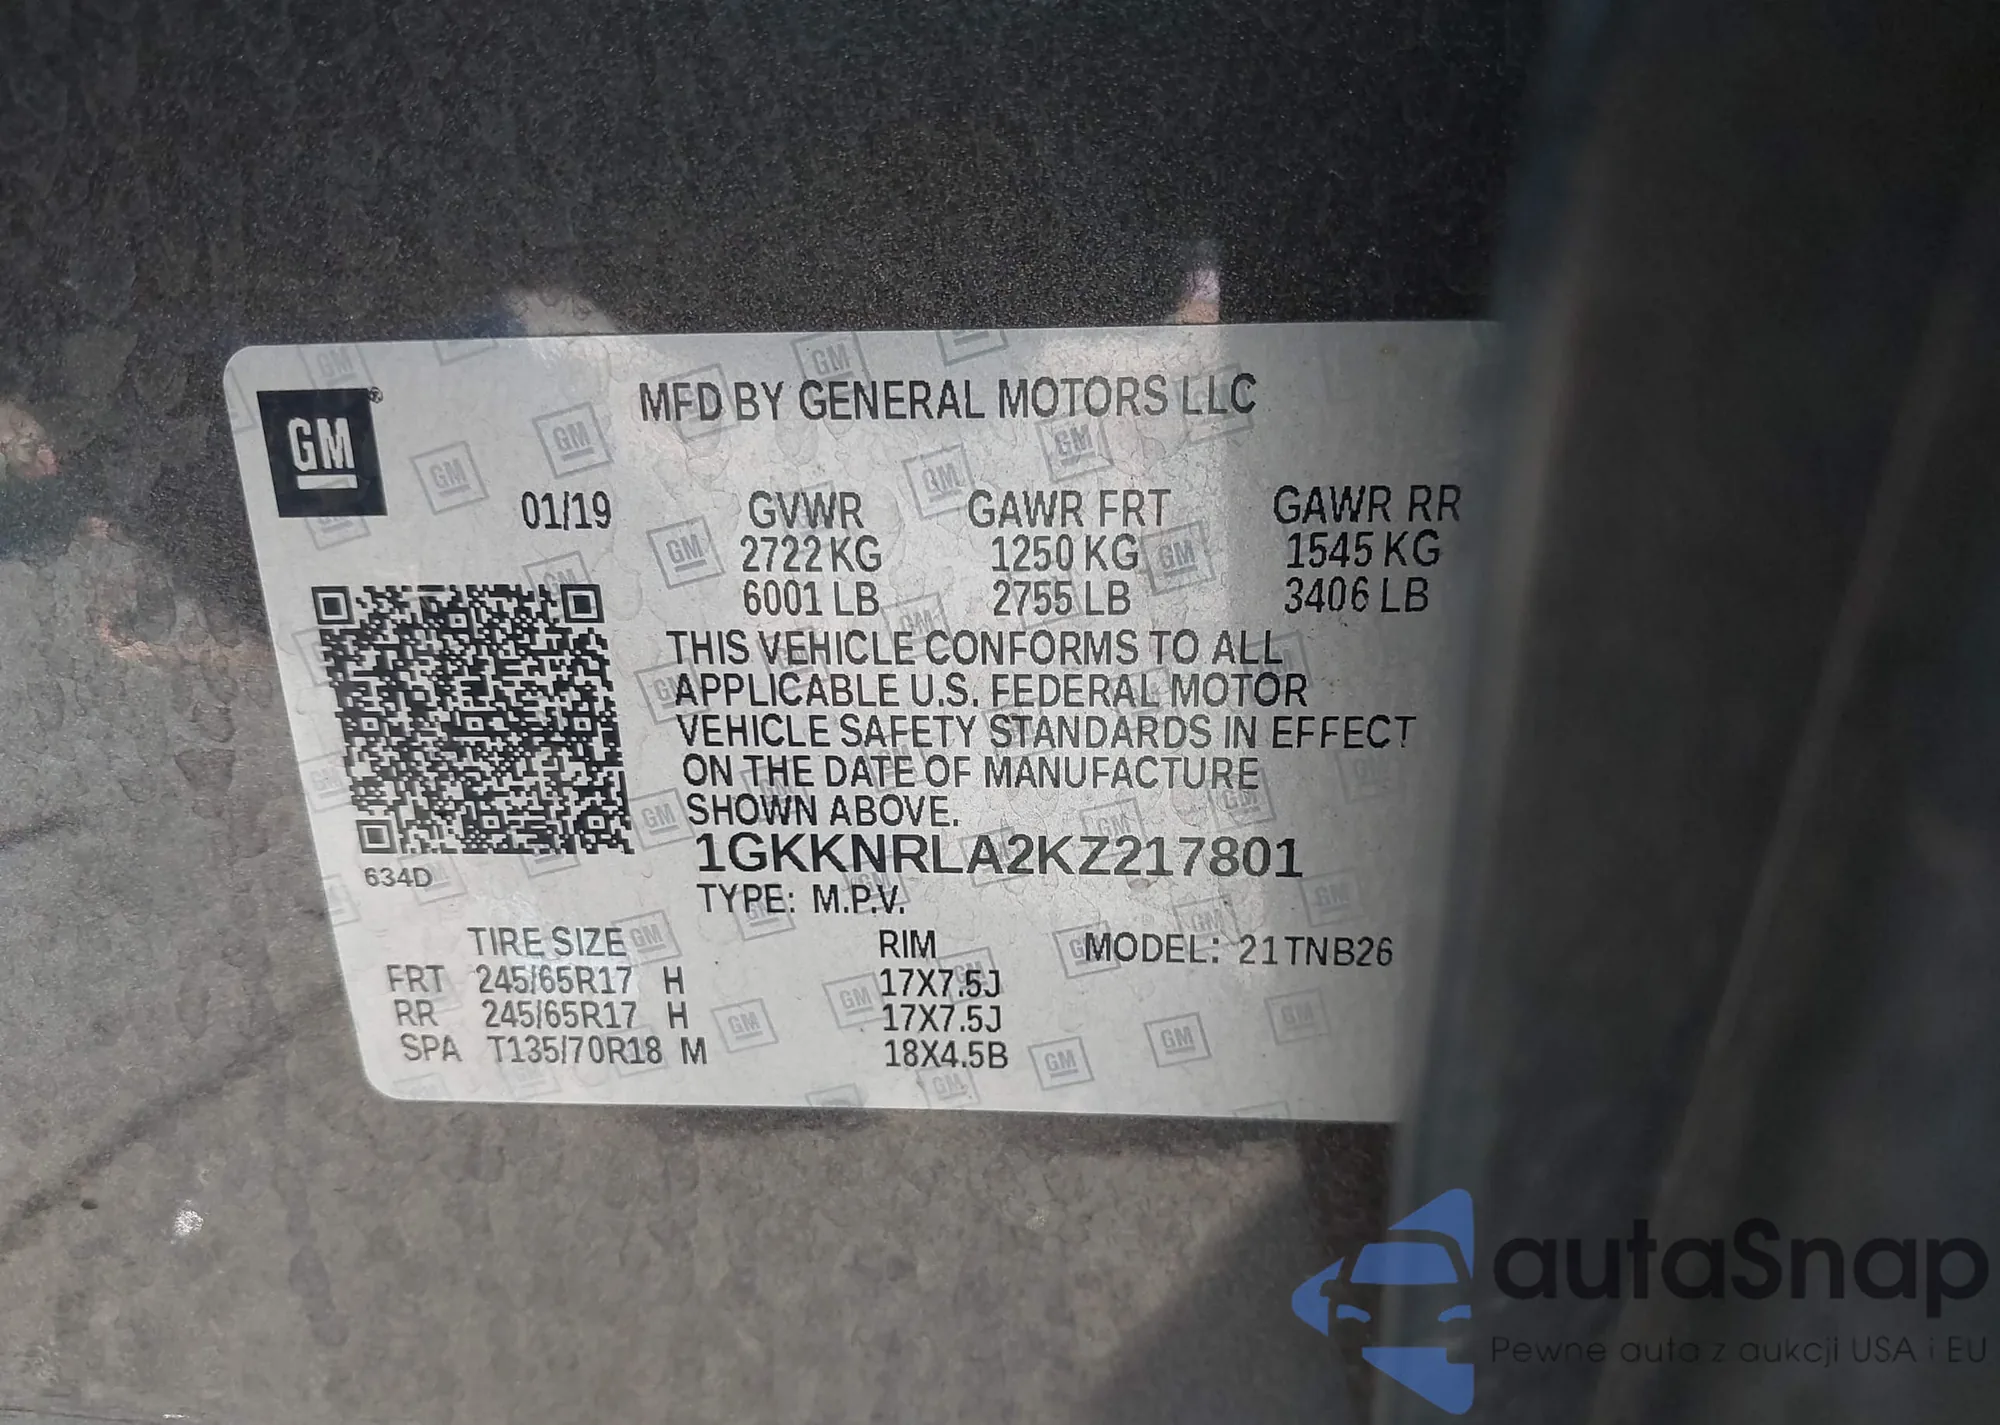 GM
MFD BY GENERAL MOTORS LLC
01/19 GVWR GAWR FRT GAWR RR
2722 KG 1250 KG 1545 KG
6001 LB 2755 LB 3406 LB
THIS VEHICLE CONFORMS TO ALL
APPLICABLE U.S. FEDERAL MOTOR
VEHICLE SAFETY STANDARDS IN EFFECT
ON THE DATE OF MANUFACTURE
SHOWN ABOVE.
1GKKNRLA2KZ217801
634D
TYPE: M.P.V.
TIRE SIZE RIM MODEL: 21TNB26
FRT 245/65R17 H 17X7.5J
RR 245/65R17 H 17X7.5J
SPA T135/70R18 M 18X4.5B
autaSnap
Pewne auta z aukcji USA i EU